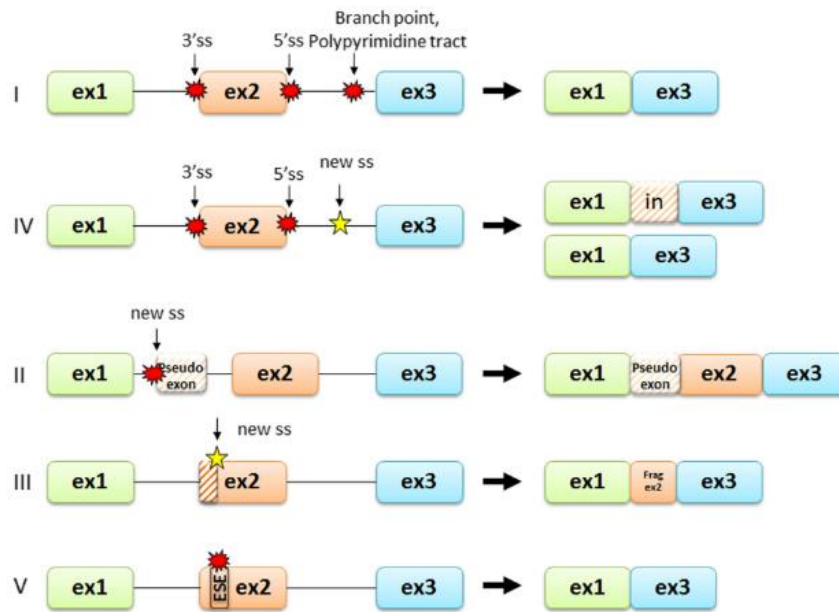 Branch point,
3'ss 5'ss Polypyrimidine tract
I ex1 ex2 ex3 ex1 ex3
3'ss 5'ss new ss
IV ex1 ex2 ex3 ex1 in ex3
ex1 ex3
new ss
II ex1 Pseudo exon ex2 ex3 ex1 Pseudo exon ex2 ex3
new ss
III ex1 ex2 ex3 ex1 Frag ex2 ex3
V ex1 ESE ex2 ex3 ex1 ex3